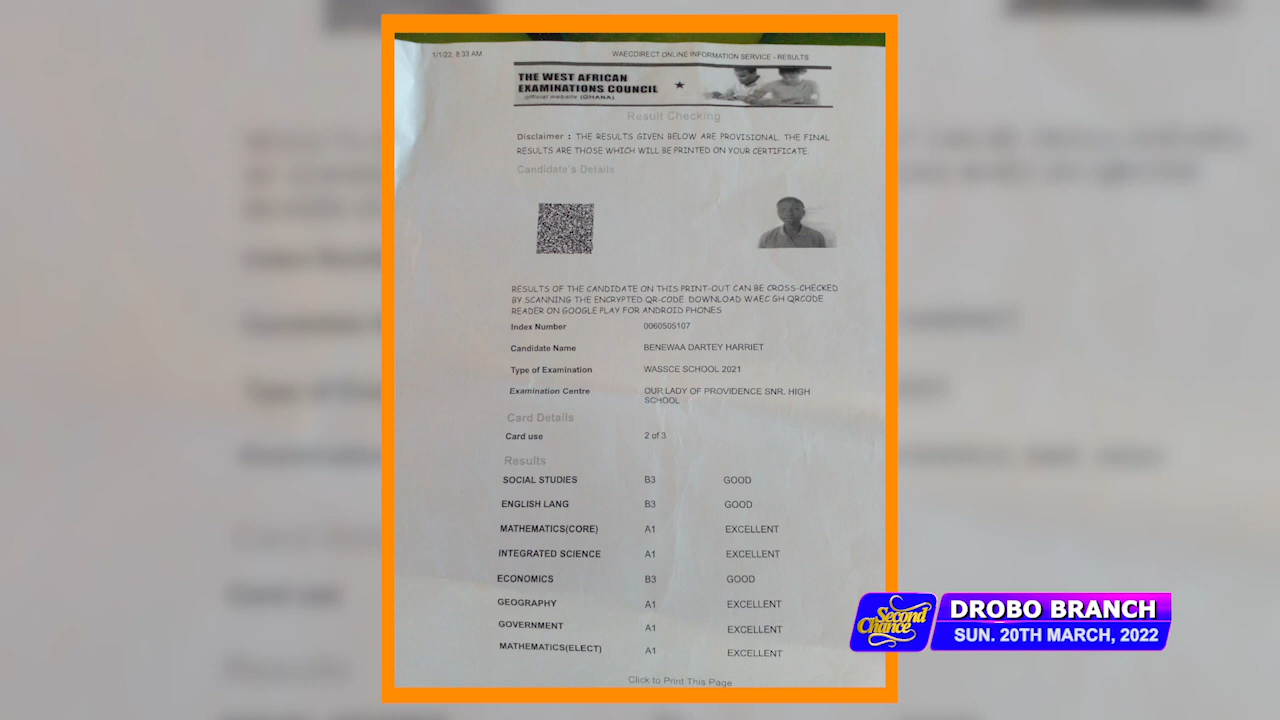 1/1/22, 8:33 AM WAECDIRECT ONLINE INFORMATION SERVICE - RESULTS
THE WEST AFRICAN
EXAMINATIONS COUNCIL
official website (GHANA)
Result Checking
Disclaimer : THE RESULTS GIVEN BELOW ARE PROVISIONAL. THE FINAL
RESULTS ARE THOSE WHICH WILL BE PRINTED ON YOUR CERTIFICATE.
Candidate's Details
RESULTS OF THE CANDIDATE ON THIS PRINT-OUT CAN BE CROSS-CHECKED
BY SCANNING THE ENCRYPTED QR-CODE. DOWNLOAD WAEC GH QRCODE
READER ON GOOGLE PLAY FOR ANDROID PHONES
Index Number 0060505107
Candidate Name BENEWAA DARTEY HARRIET
Type of Examination WASSCE SCHOOL 2021
Examination Centre OUR LADY OF PROVIDENCE SNR. HIGH
SCHOOL
Card Details
Card use 2 of 3
Results
SOCIAL STUDIES B3 GOOD
ENGLISH LANG B3 GOOD
MATHEMATICS(CORE) A1 EXCELLENT
INTEGRATED SCIENCE A1 EXCELLENT
ECONOMICS B3 GOOD
GEOGRAPHY A1 EXCELLENT
GOVERNMENT A1 EXCELLENT
MATHEMATICS(ELECT) A1 EXCELLENT
Click to Print This Page
Second
Chance
DROBO BRANCH
SUN. 20TH MARCH, 2022